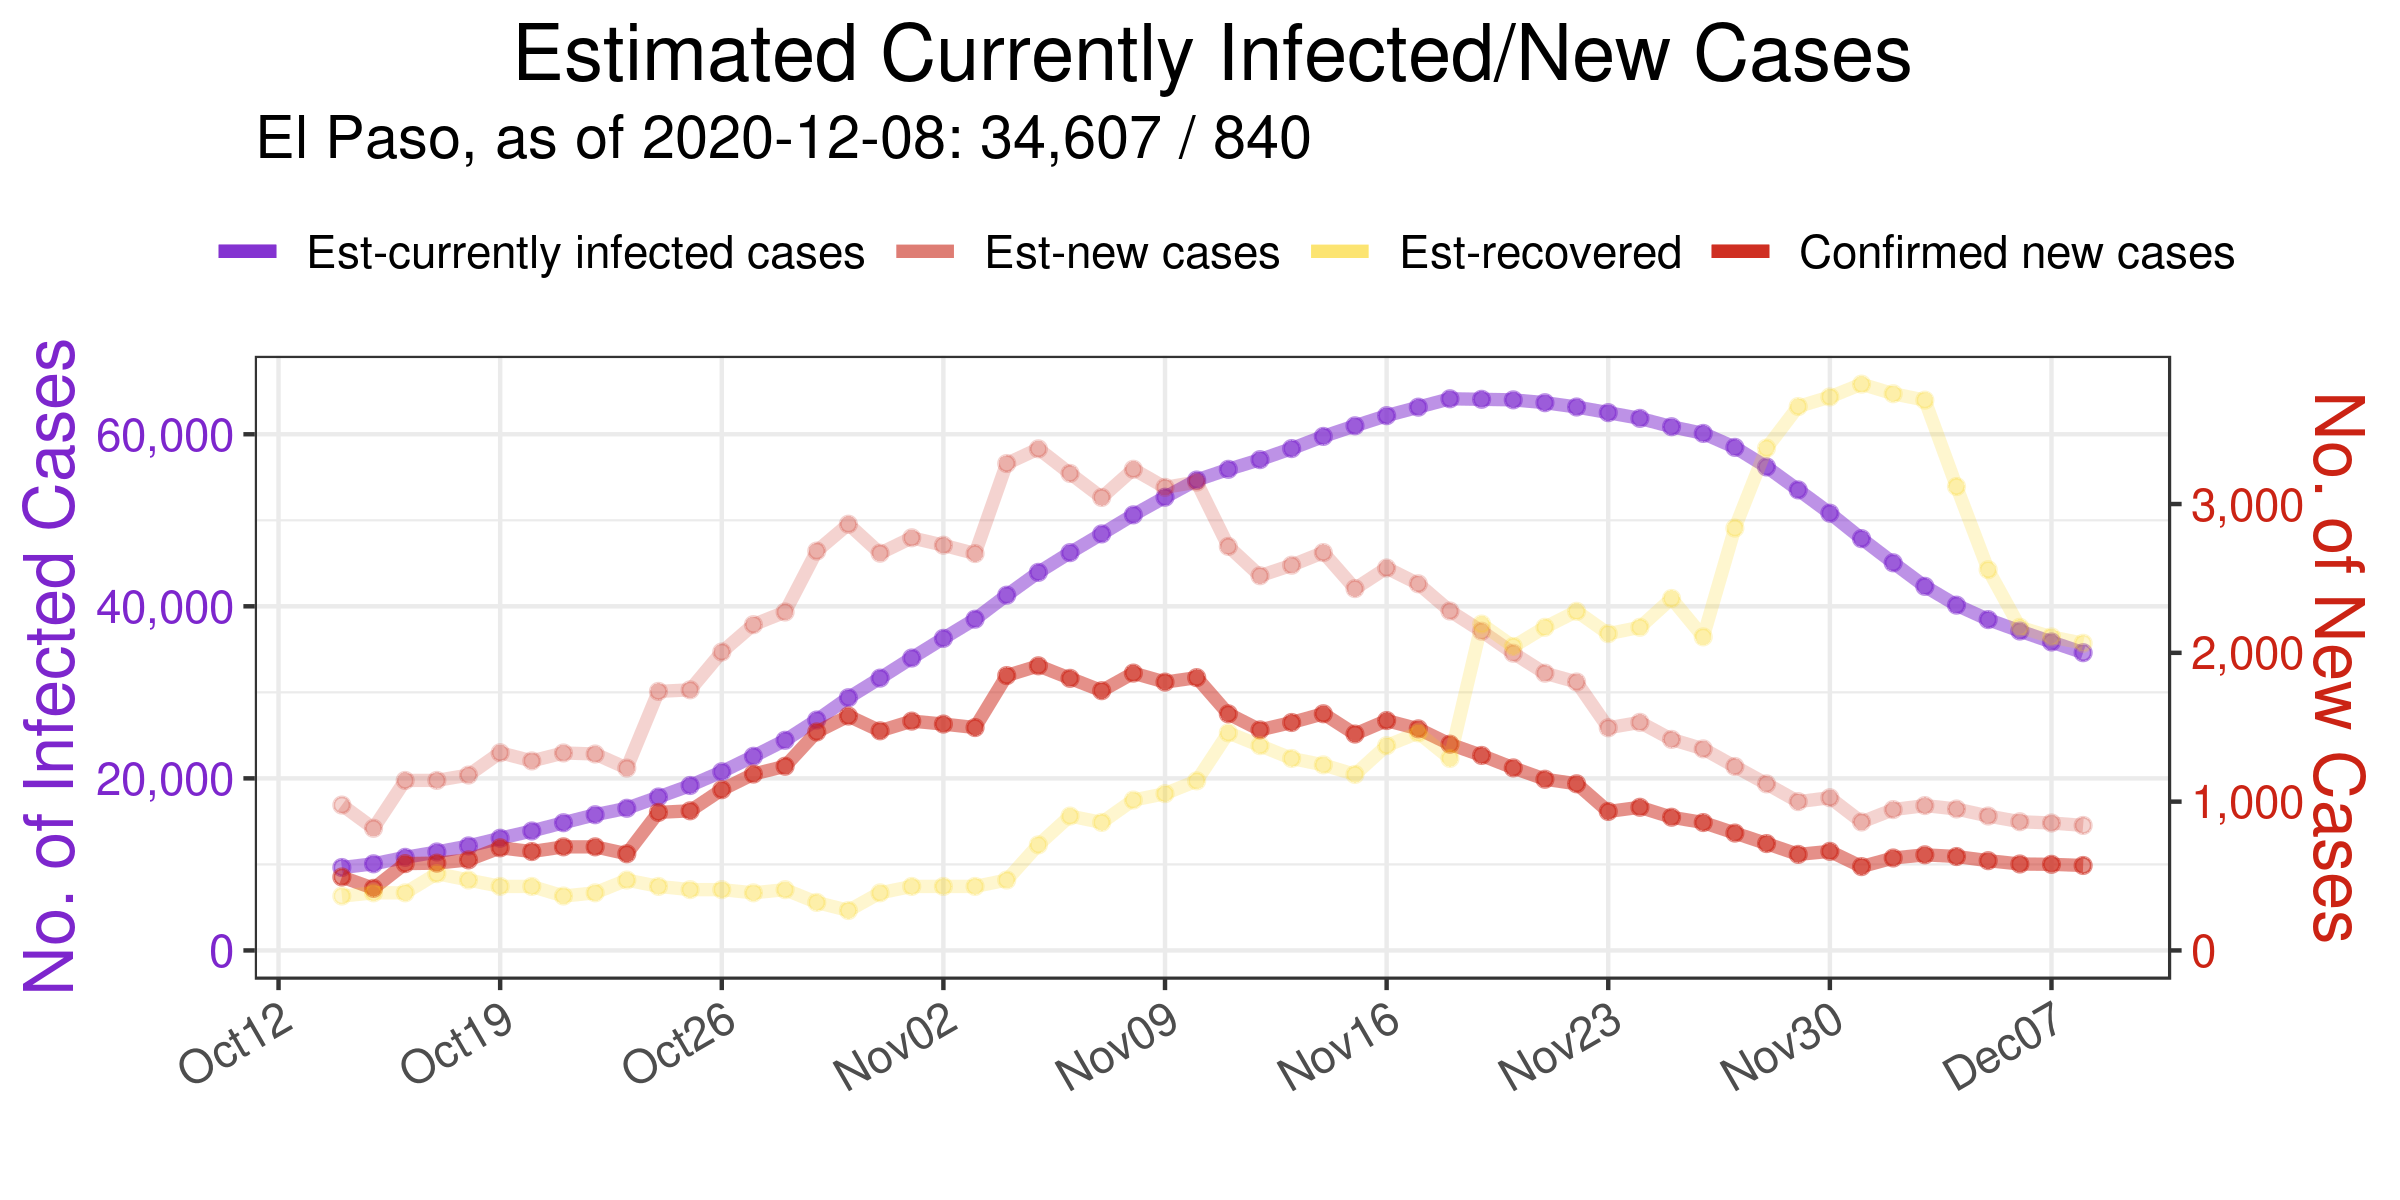 Estimated Currently Infected/New Cases
El Paso, as of 2020-12-08: 34,607 / 840
Est-currently infected cases Est-new cases Est-recovered Confirmed new cases
No. of Infected Cases
60,000
40,000
20,000
0
No. of New Cases
3,000
2,000
1,000
0
Oct12 Oct19 Oct26 Nov02 Nov09 Nov16 Nov23 Nov30 Dec07